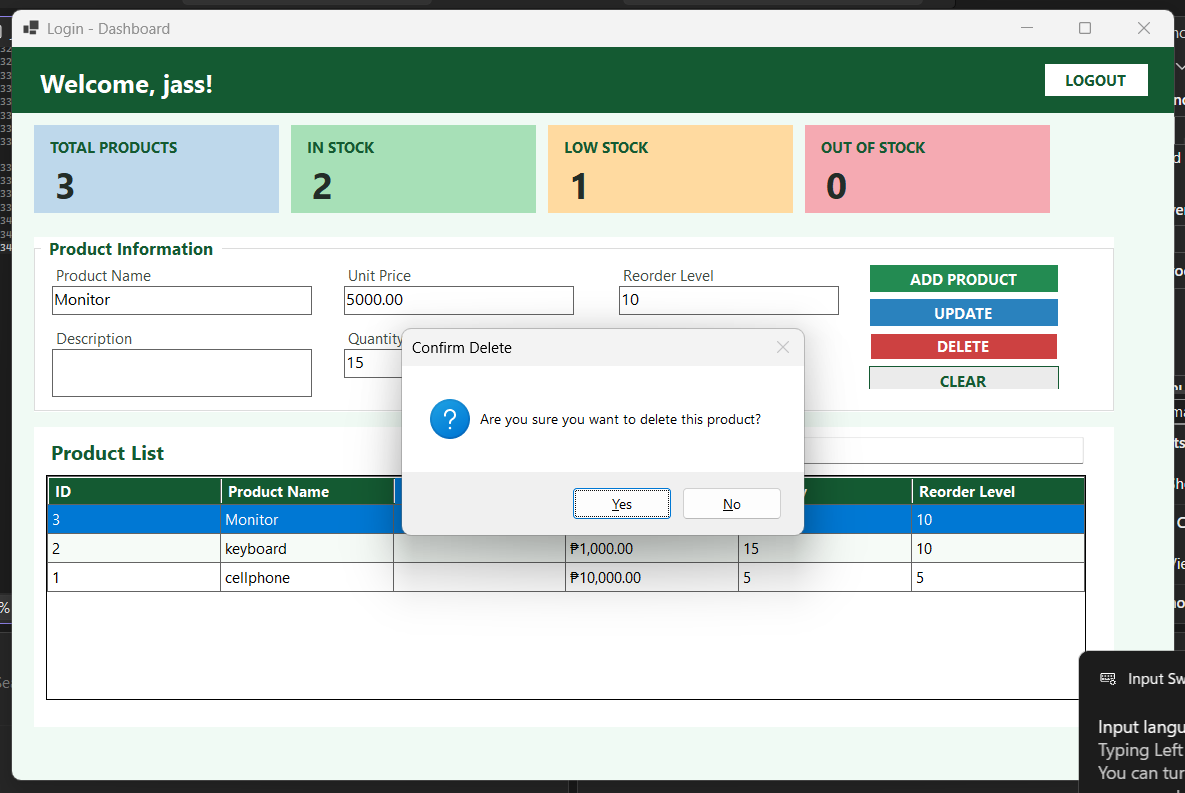 Login - Dashboard
Welcome, jass!
LOGOUT
TOTAL PRODUCTS
3
IN STOCK
2
LOW STOCK
1
OUT OF STOCK
0
Product Information
Product Name
Unit Price
Reorder Level
Monitor
5000.00
10
ADD PRODUCT
UPDATE
DELETE
CLEAR
Description
Quantity
15
Confirm Delete
Are you sure you want to delete this product?
Yes
No
Product List
ID Product Name Reorder Level
3 Monitor 10
2 keyboard ₱1,000.00 15 10
1 cellphone ₱10,000.00 5 5
Input
Input
Typing Left
You can